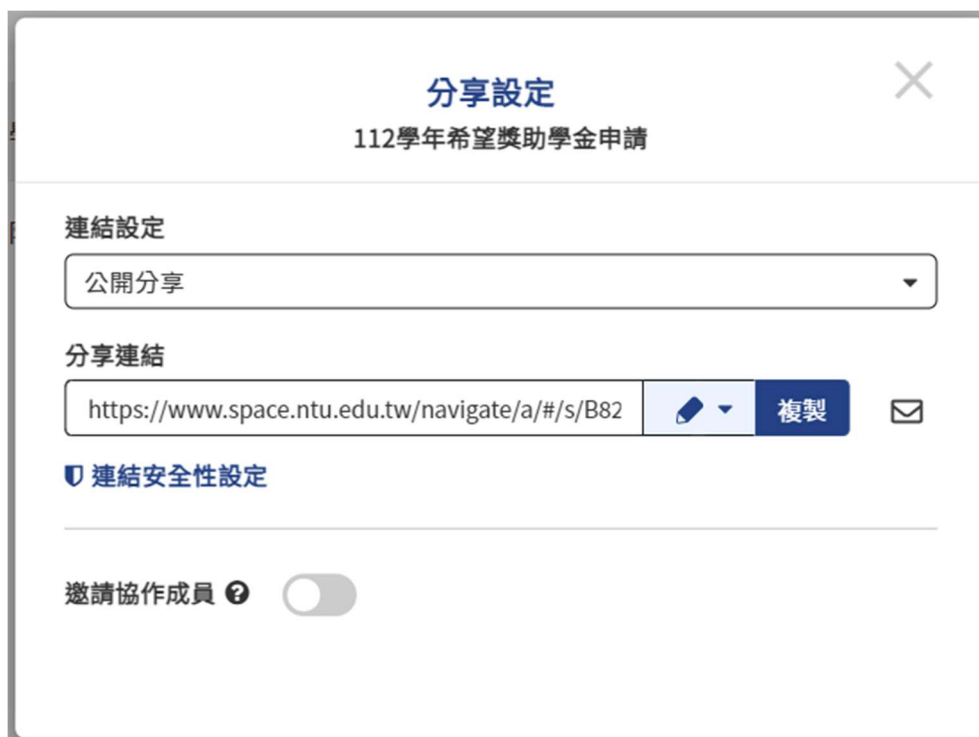 分享設定
112學年希望獎助學金申請
連結設定
公開分享
分享連結
https://www.space.ntu.edu.tw/navigate/a/#/s/B82
複製
連結安全性設定
邀請協作成員 ?